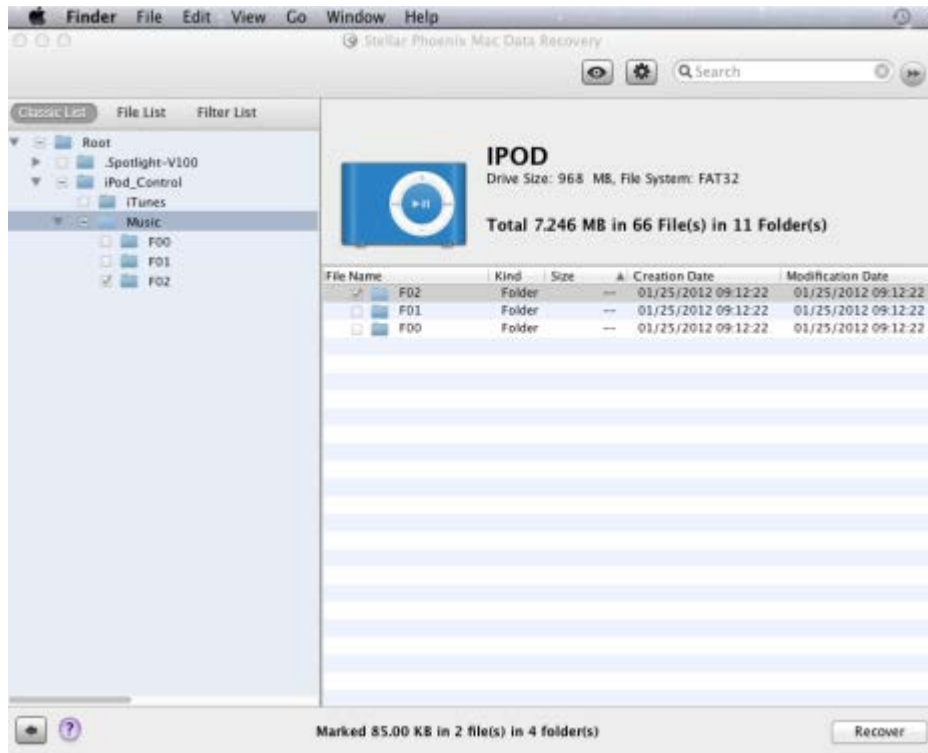 Finder File Edit View Go Window Help
Stellar Phoenix Mac Data Recovery
Search
Classic List File List Filter List
Root
.Spotlight-V100
iPod_Control
iTunes
Music
F00
F01
F02
IPOD
Drive Size: 968 MB, File System: FAT32
Total 7.246 MB in 66 File(s) in 11 Folder(s)
File Name Kind Size Creation Date Modification Date
F02 Folder -- 01/25/2012 09:12:22 01/25/2012 09:12:22
F01 Folder -- 01/25/2012 09:12:22 01/25/2012 09:12:22
F00 Folder -- 01/25/2012 09:12:22 01/25/2012 09:12:22
?
Marked 85.00 KB in 2 file(s) in 4 folder(s)
Recover